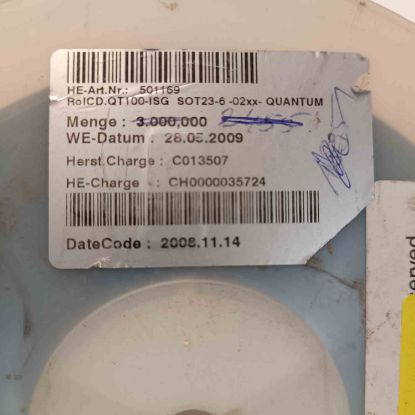 HE-Art.Nr.: 501169
RoICD.QT100-ISG SOT23-6 -02xx- QUANTUM
Menge : 3.000,000
WE-Datum : 28.05.2009
Herst.Charge : C013507
HE-Charge : CH0000035724
DateCode : 2008.11.14
erved